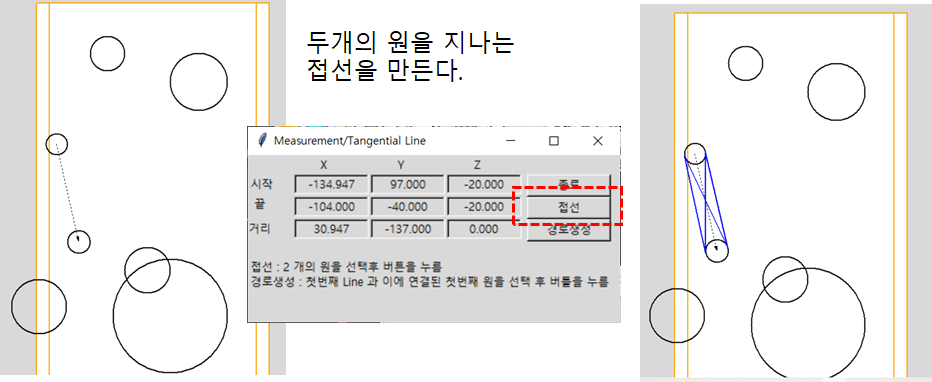 두개의 원을 지나는
접선을 만든다.
Measurement/Tangential Line
X Y Z
시작 -134.947 97.000 -20.000 종료
끝 -104.000 -40.000 -20.000 접선
거리 30.947 -137.000 0.000 경로생성
접선 : 2 개의 원을 선택후 버튼을 누름
경로생성 : 첫번째 Line 과 이에 연결된 첫번째 원을 선택 후 버틀을 누름